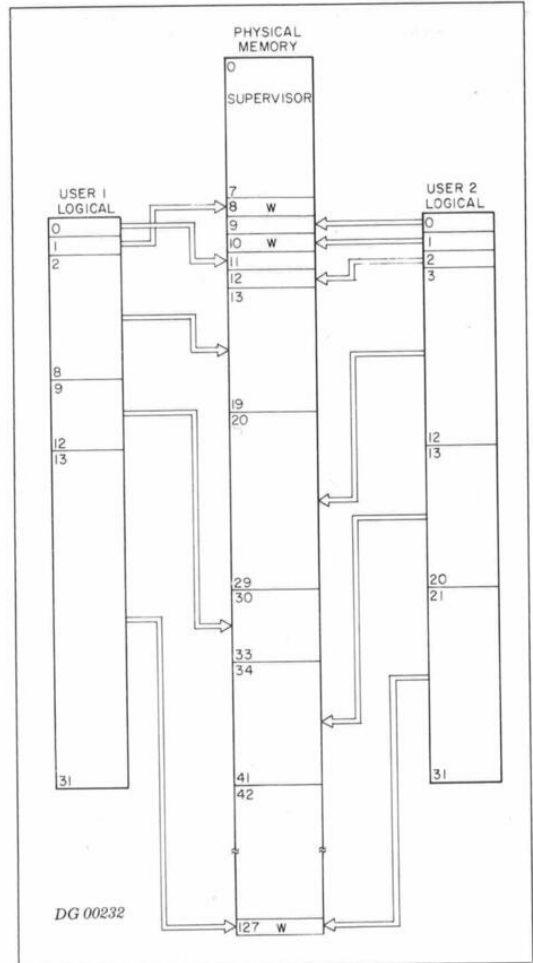 PHYSICAL
MEMORY
0
SUPERVISOR
7
8 W
9
10 W
11
12
13
19
20
29
30
33
34
41
42
127 W
USER 1
LOGICAL
0
1
2
8
9
12
13
31
USER 2
LOGICAL
0
1
2
3
12
13
20
21
31
DG 00232